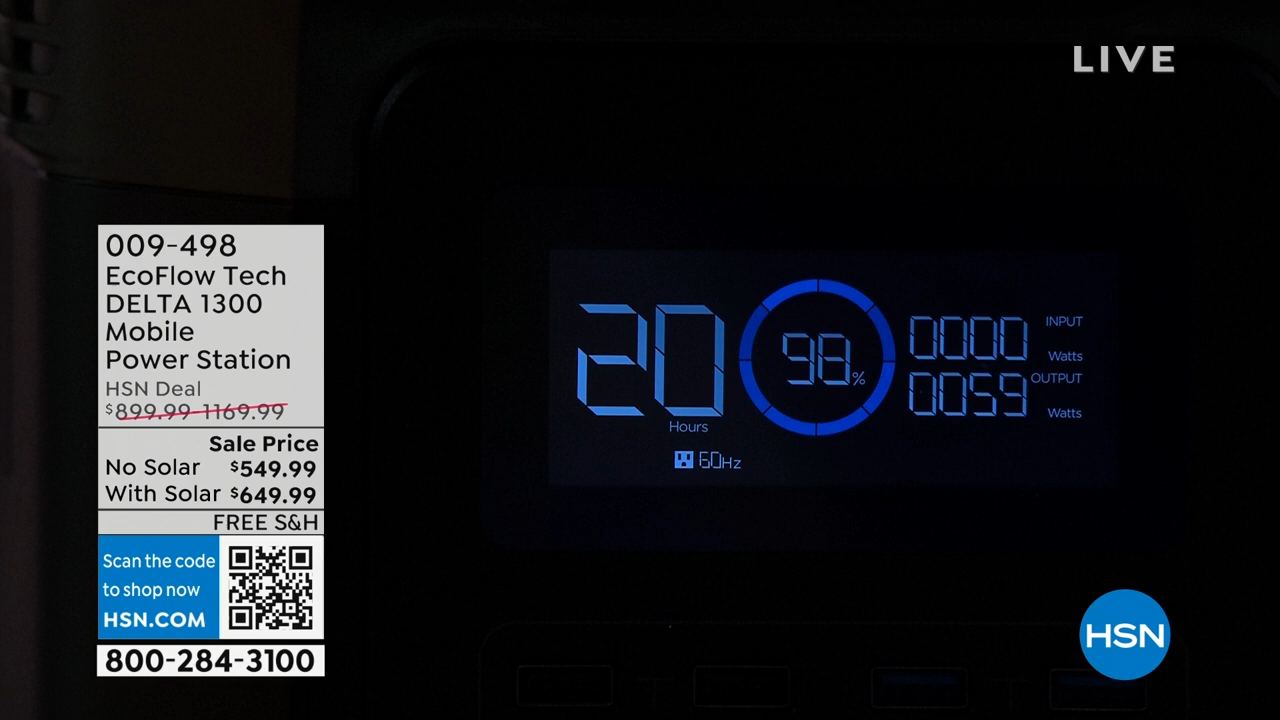 LIVE
009-498
EcoFlow Tech
DELTA 1300
Mobile
Power Station
HSN Deal
$899.99-1169.99
Sale Price
No Solar $549.99
With Solar $649.99
FREE S&H
Scan the code
to shop now
HSN.COM
800-284-3100
20
Hours
60Hz
98%
0000 INPUT
Watts
0059 OUTPUT
Watts
HSN